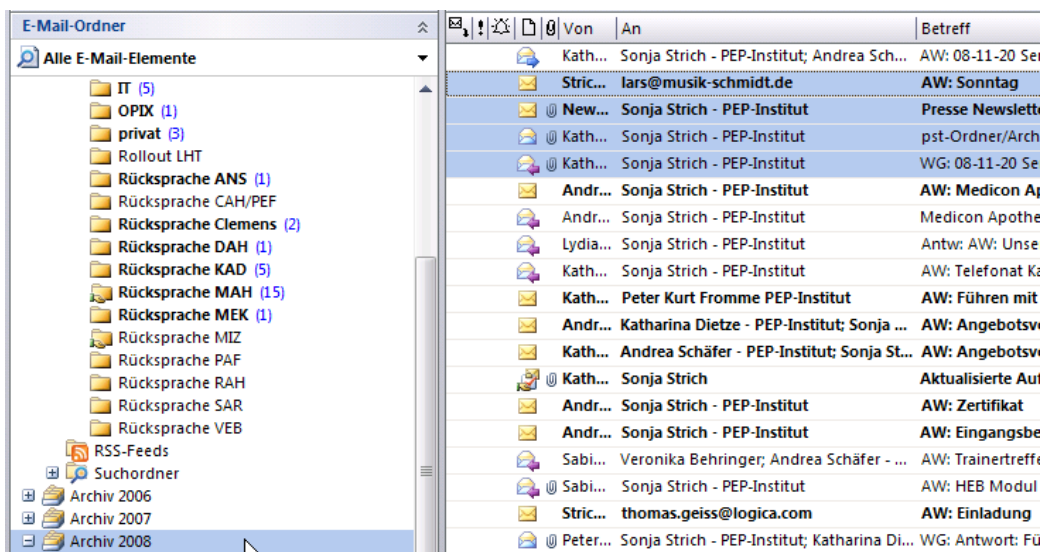 E-Mail-Ordner
Alle E-Mail-Elemente
IT (5)
OPIX (1)
privat (3)
Rollout LHT
Rücksprache ANS (1)
Rücksprache CAH/PEF
Rücksprache Clemens (2)
Rücksprache DAH (1)
Rücksprache KAD (5)
Rücksprache MAH (15)
Rücksprache MEK (1)
Rücksprache MIZ
Rücksprache PAF
Rücksprache RAH
Rücksprache SAR
Rücksprache VEB
RSS-Feeds
Suchordner
Archiv 2006
Archiv 2007
Archiv 2008
Von An Betreff
Kath... Sonja Strich - PEP-Institut; Andrea Sch... AW: 08-11-20 Ser
Stric... lars@musik-schmidt.de AW: Sonntag
New... Sonja Strich - PEP-Institut Presse Newslette
Kath... Sonja Strich - PEP-Institut pst-Ordner/Arch
Kath... Sonja Strich - PEP-Institut WG: 08-11-20 Se
Andr... Sonja Strich - PEP-Institut AW: Medicon Ap
Andr... Sonja Strich - PEP-Institut Medicon Apothe
Lydia... Sonja Strich - PEP-Institut Antw: AW: Unse
Kath... Sonja Strich - PEP-Institut AW: Telefonat Ka
Kath... Peter Kurt Fromme PEP-Institut AW: Führen mit
Andr... Katharina Dietze - PEP-Institut; Sonja ... AW: Angebotsvo
Kath... Andrea Schäfer - PEP-Institut; Sonja St... AW: Angebotsvo
Kath... Sonja Strich Aktualisierte Auf
Andr... Sonja Strich - PEP-Institut AW: Zertifikat
Andr... Sonja Strich - PEP-Institut AW: Eingangsbe
Sabi... Veronika Behringer; Andrea Schäfer - ... AW: Trainertreffe
Sabi... Sonja Strich - PEP-Institut AW: HEB Modul
Stric... thomas.geiss@logica.com AW: Einladung
Peter... Sonja Strich - PEP-Institut; Katharina Di... WG: Antwort: Fü